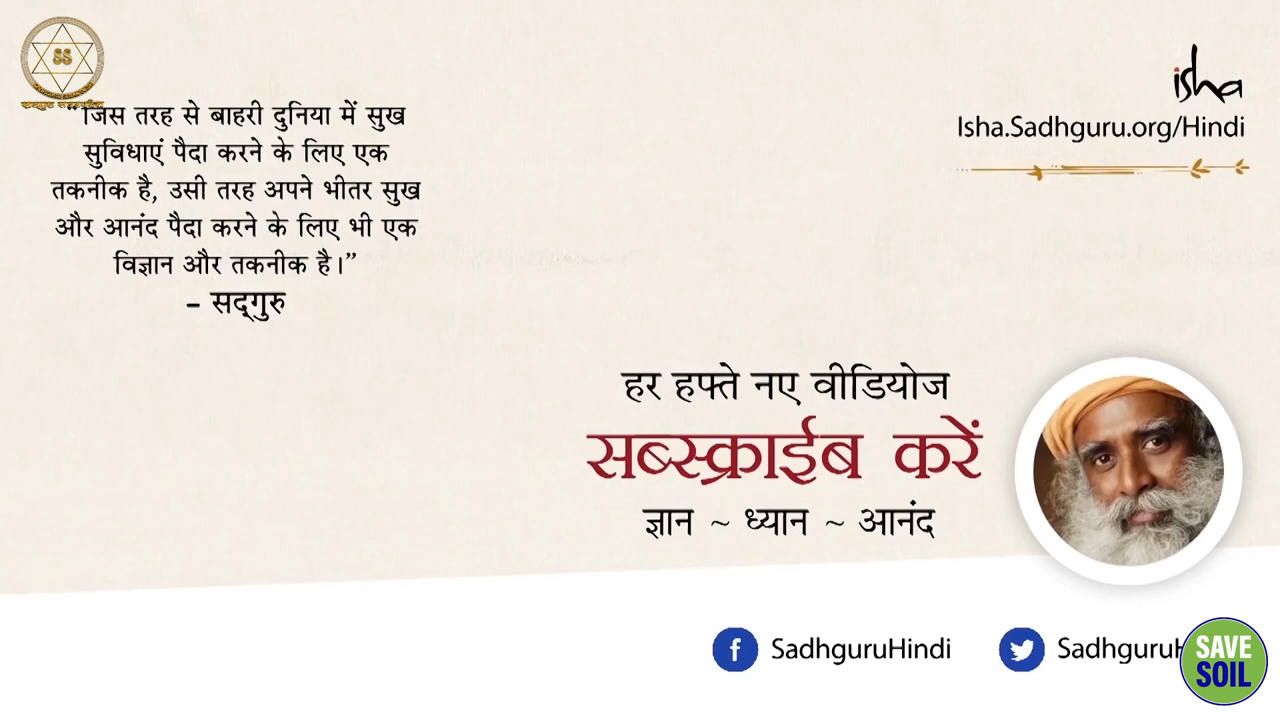 SS
“जिस तरह से बाहरी दुनिया में सुख
सुविधाएं पैदा करने के लिए एक
तकनीक है, उसी तरह अपने भीतर सुख
और आनंद पैदा करने के लिए भी एक
विज्ञान और तकनीक है।”
– सद्गुरु
isha
Isha.Sadhguru.org/Hindi
हर हफ्ते नए वीडियोज
सब्स्क्राईब करें
ज्ञान ~ ध्यान ~ आनंद
SadhguruHindi
SAVE
SOIL